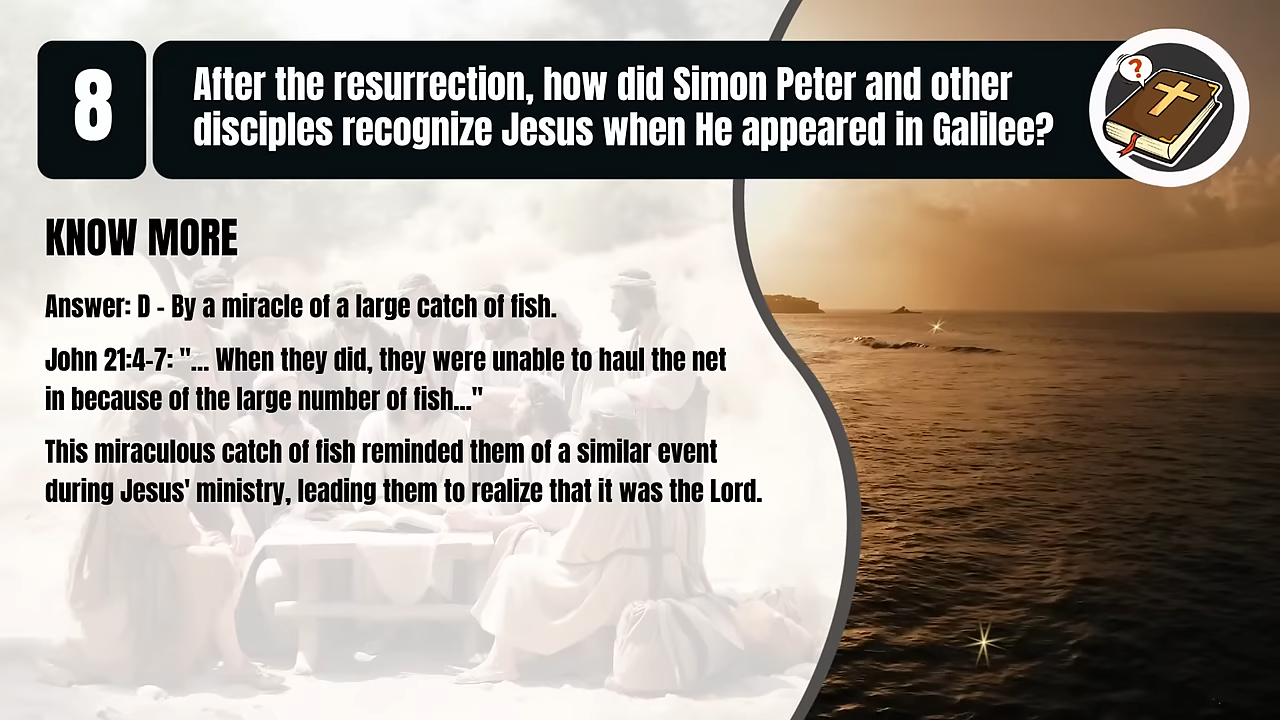 8
After the resurrection, how did Simon Peter and other
disciples recognize Jesus when He appeared in Galilee?
?
KNOW MORE
Answer: D - By a miracle of a large catch of fish.
John 21:4-7: "... When they did, they were unable to haul the net
in because of the large number of fish..."
This miraculous catch of fish reminded them of a similar event
during Jesus' ministry, leading them to realize that it was the Lord.